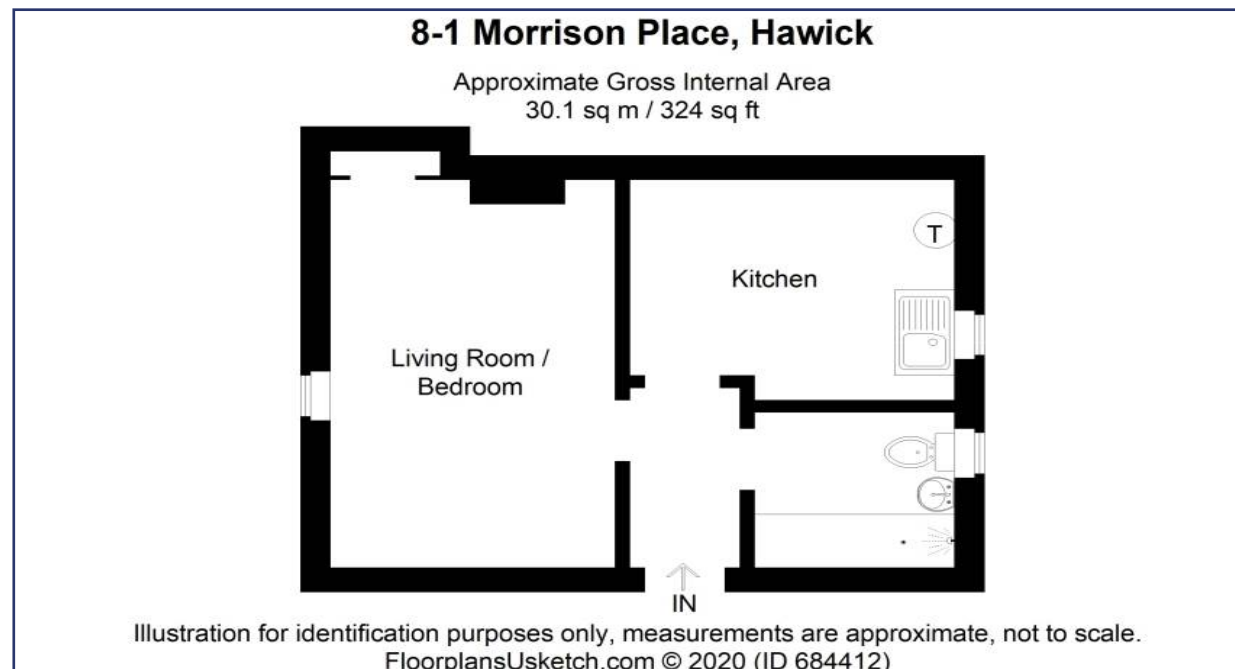 8-1 Morrison Place, Hawick
Approximate Gross Internal Area
30.1 sq m / 324 sq ft
T
Kitchen
Living Room /
Bedroom
IN
Illustration for identification purposes only, measurements are approximate, not to scale.
FloorplansUsketch.com © 2020 (ID 684412)